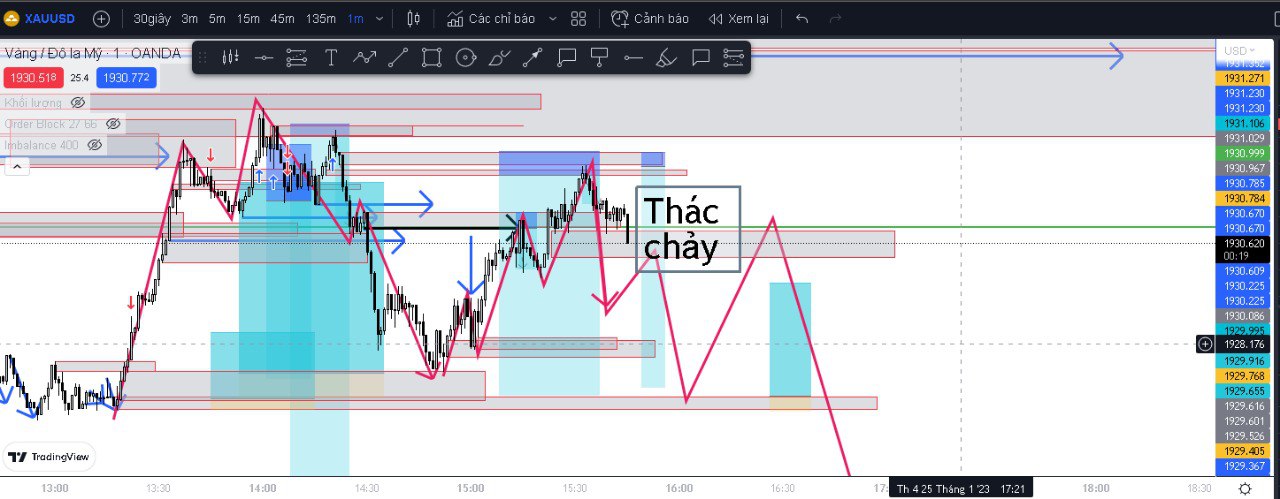 XAUUSD 30giây 3m 5m 15m 45m 135m 1m Các chỉ báo Cảnh báo Xem lại
Vàng / Đô la Mỹ · 1 · OANDA
USD
1930.518 25.4 1930.772
Khối lượng
Order Block 27 66
Imbalance 400
Thác
chảy
1931.352
1931.271
1931.230
1931.230
1931.106
1931.029
1930.999
1930.967
1930.785
1930.784
1930.670
1930.670
1930.620
00:19
1930.609
1930.225
1930.225
1930.086
1929.995
1928.176
1929.916
1929.768
1929.655
1929.616
1929.601
1929.526
1929.405
1929.367
TradingView
13:00 13:30 14:00 14:30 15:00 15:30 16:00 16:30 Th 4 25 Tháng 1 '23 17:21 18:00 18:30